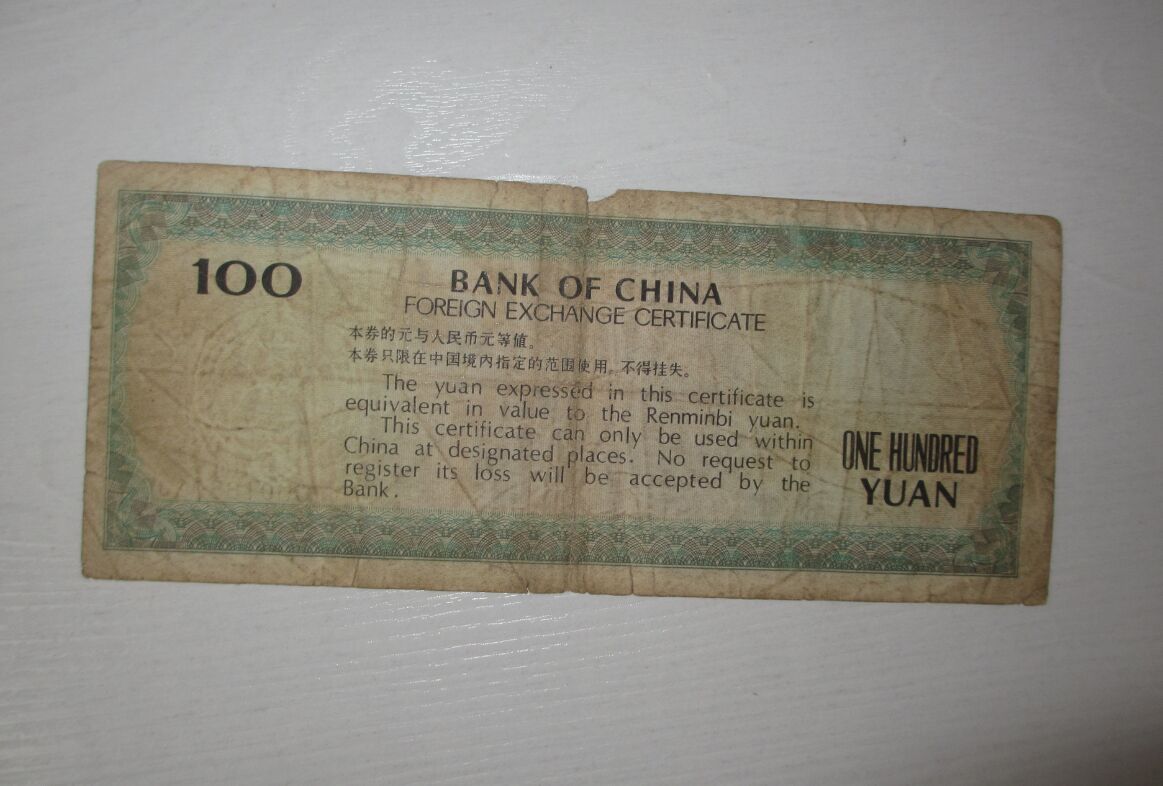 100
BANK OF CHINA
FOREIGN EXCHANGE CERTIFICATE
本券的元与人民币元等值。
本券只限在中国境内指定的范围使用，不得挂失。
The yuan expressed in this certificate is
equivalent in value to the Renminbi yuan.
This certificate can only be used within
China at designated places. No request to
register its loss will be accepted by the
Bank.
ONE HUNDRED
YUAN